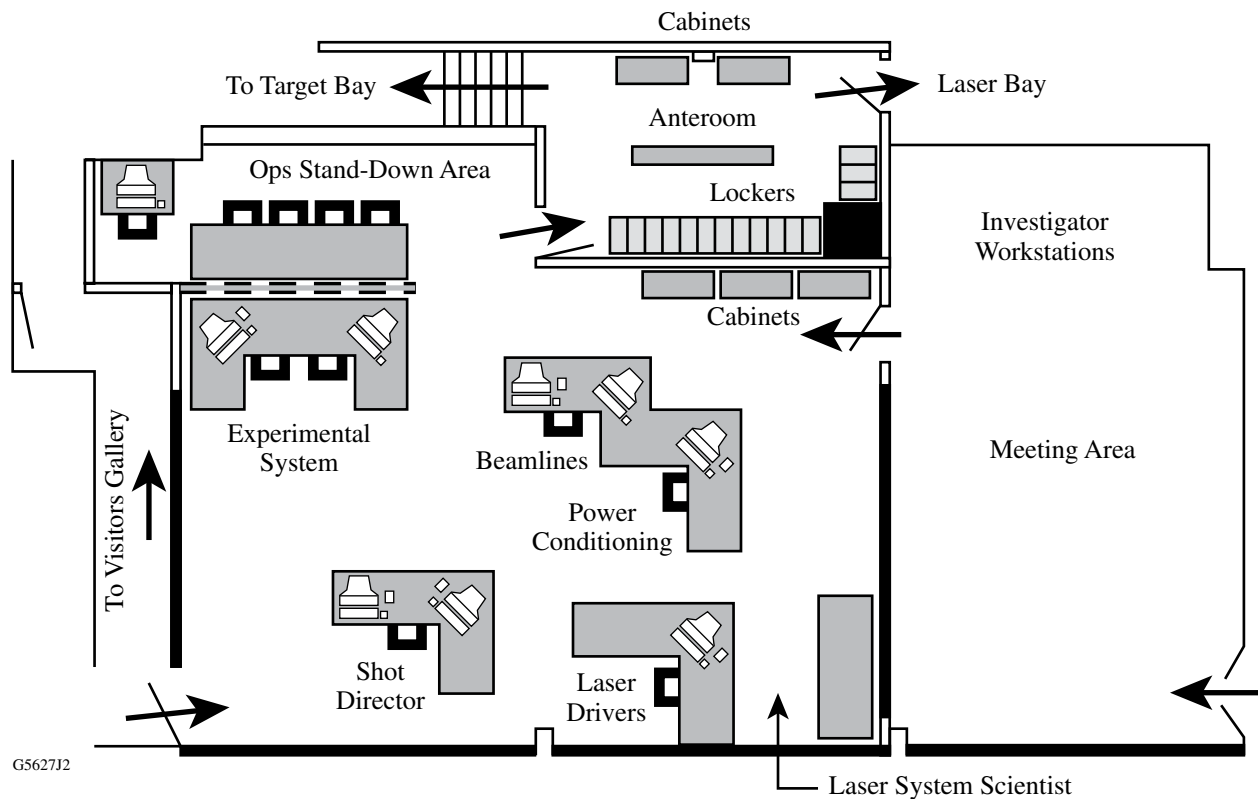 Cabinets
To Target Bay
Laser Bay
Anteroom
Ops Stand-Down Area
Lockers
Investigator
Workstations
Cabinets
To Visitors Gallery
Experimental
System
Beamlines
Meeting Area
Power
Conditioning
Shot
Director
Laser
Drivers
G5627J2
Laser System Scientist